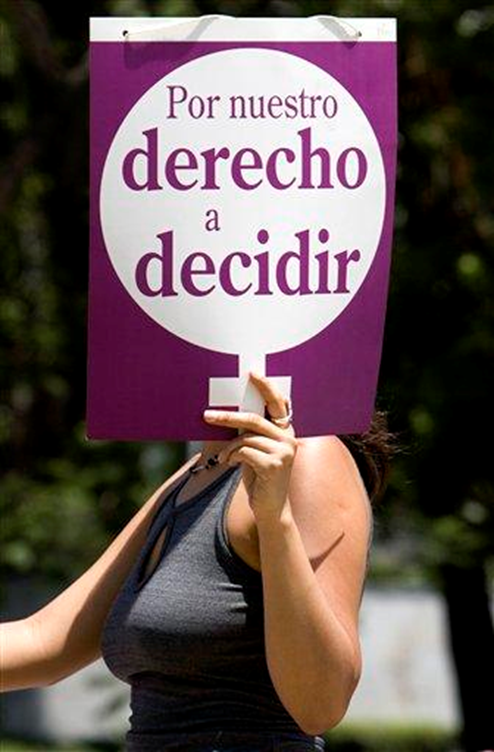 Por nuestro
derecho
a
decidir